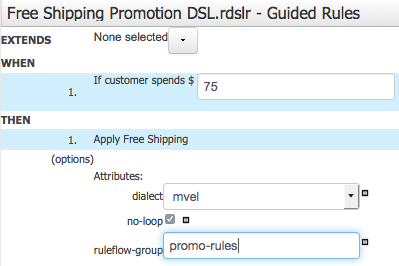 Free Shipping Promotion DSL.rdslr - Guided Rules
EXTENDS None selected
WHEN
1. If customer spends $ 75
THEN
1. Apply Free Shipping
(options)
Attributes:
dialect mvel
no-loop
ruleflow-group promo-rules